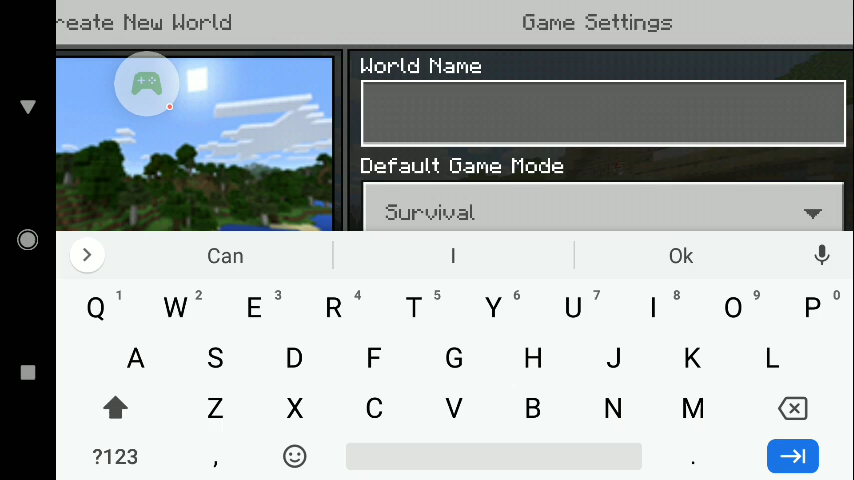 reate New World
Game Settings
World Name
Default Game Mode
Survival
Can I Ok
Q 1 W 2 E 3 R 4 T 5 Y 6 U 7 I 8 O 9 P 0
A S D F G H J K L
Z X C V B N M
?123 , .